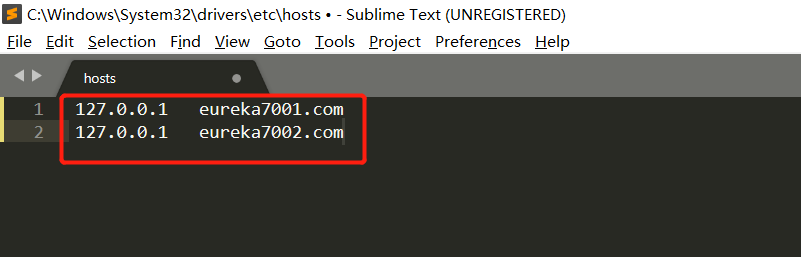 C:\Windows\System32\drivers\etc\hosts • - Sublime Text (UNREGISTERED)
File Edit Selection Find View Goto Tools Project Preferences Help
hosts
1 127.0.0.1 eureka7001.com
2 127.0.0.1 eureka7002.com